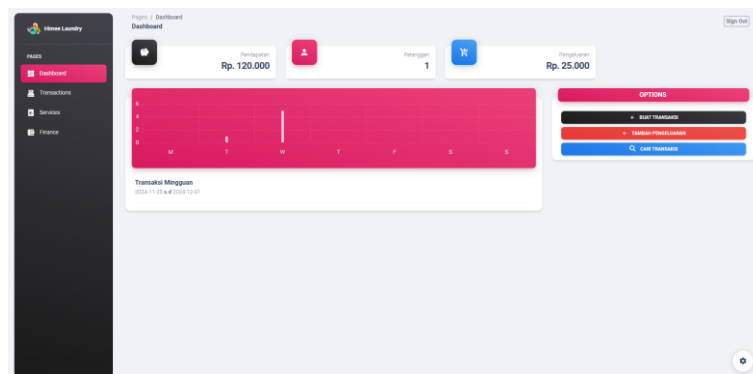 Himee Laundry
PAGES
Dashboard
Transactions
Services
Finance
Pages / Dashboard
Dashboard
Sign Out
Pendapatan
Rp. 120.000
Pelanggan
1
Pengeluaran
Rp. 25.000
6
4
2
0
M T W T F S S
Transaksi Mingguan
2024-11-25 s.d 2024-12-01
OPTIONS
+ BUAT TRANSAKSI
+ TAMBAH PENGELUARAN
CARI TRANSAKSI